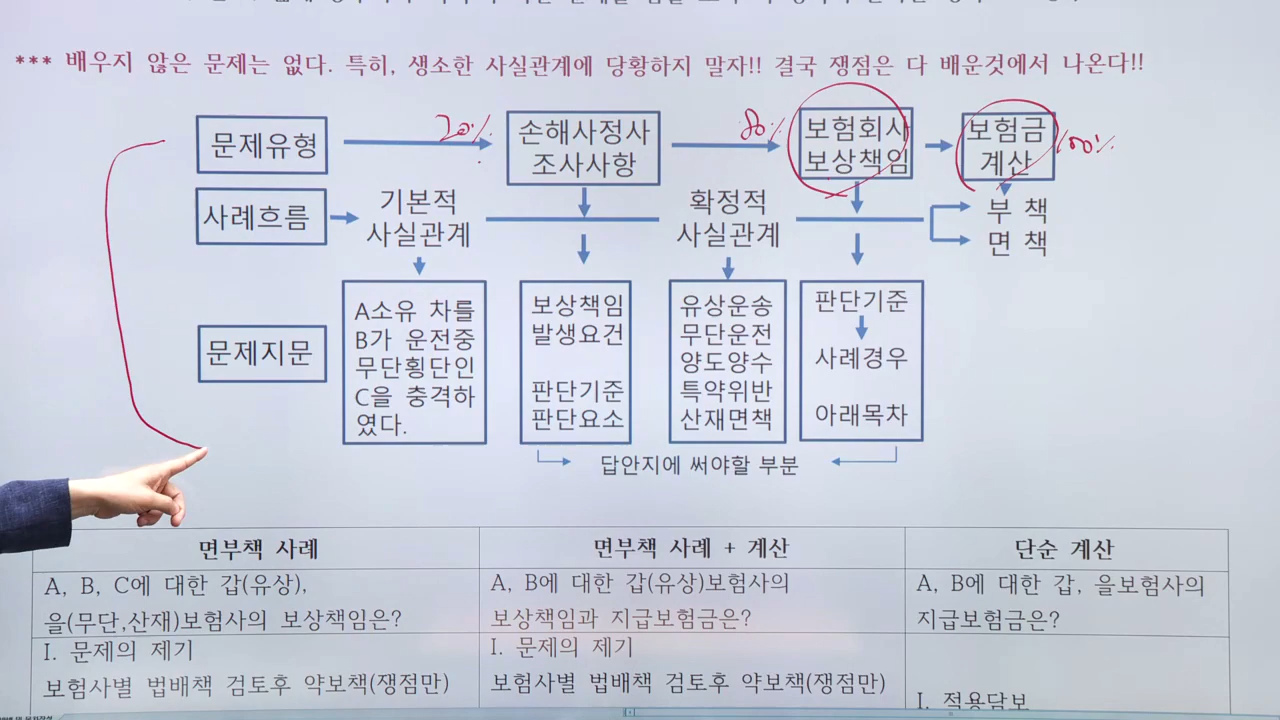 *** 배우지 않은 문제는 없다. 특히, 생소한 사실관계에 당황하지 말자!! 결국 쟁점은 다 배운것에서 나온다!!
문제유형
20%
손해사정사
조사사항
80%
보험회사
보상책임
보험금
계산
100%
사례흐름
기본적
사실관계
확정적
사실관계
부 책
면 책
문제지문
A소유 차를
B가 운전중
무단횡단인
C을 충격하
였다.
보상책임
발생요건
판단기준
판단요소
유상운송
무단운전
양도양수
특약위반
산재면책
판단기준
사례경우
아래목차
답안지에 써야할 부분
면부책 사례
면부책 사례 + 계산
단순 계산
A, B, C에 대한 갑(유상),
을(무단,산재)보험사의 보상책임은?
A, B에 대한 갑(유상)보험사의
보상책임과 지급보험금은?
A, B에 대한 갑, 을보험사의
지급보험금은?
I. 문제의 제기
보험사별 법배책 검토후 약보책(쟁점만)
I. 문제의 제기
보험사별 법배책 검토후 약보책(쟁점만)
I. 적용담보